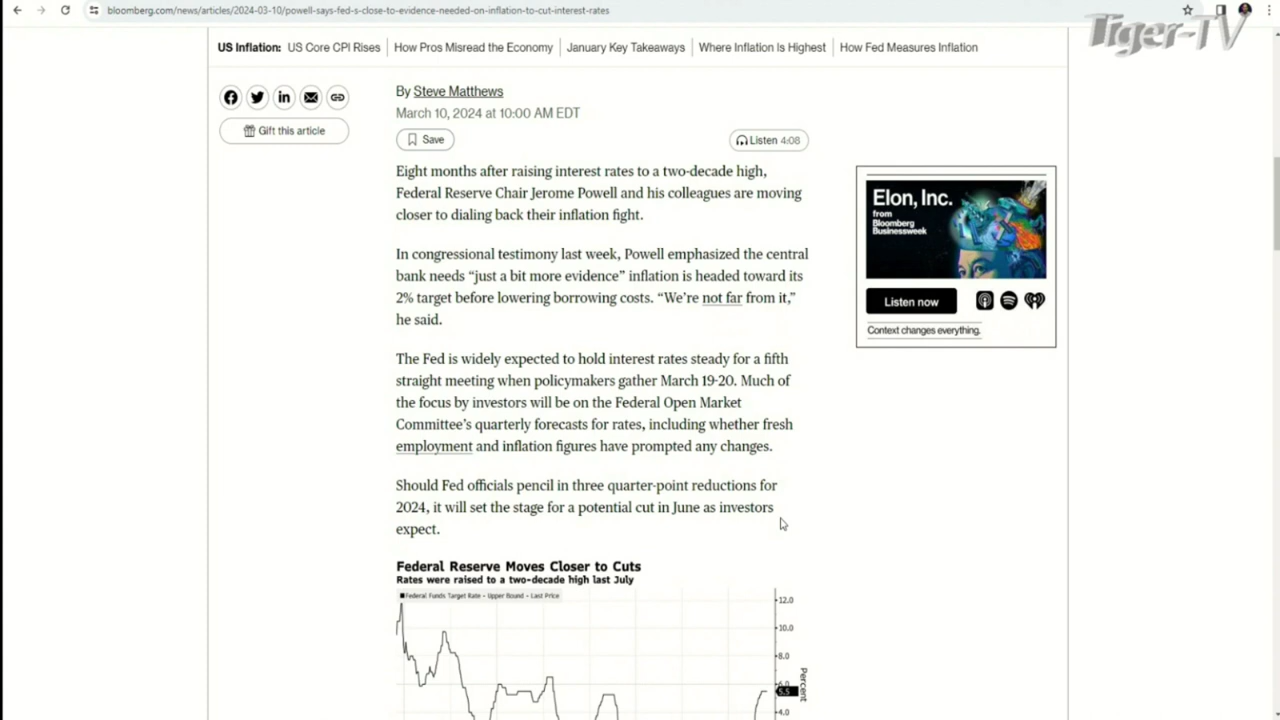 bloomberg.com/news/articles/2024-03-10/powell-says-fed-s-close-to-evidence-needed-on-inflation-to-cut-interest-rates
Tiger-TV
US Inflation: US Core CPI Rises How Pros Misread the Economy January Key Takeaways Where Inflation Is Highest How Fed Measures Inflation
By Steve Matthews
March 10, 2024 at 10:00 AM EDT
Gift this article
Save
Listen 4:08
Eight months after raising interest rates to a two-decade high,
Federal Reserve Chair Jerome Powell and his colleagues are moving
closer to dialing back their inflation fight.
In congressional testimony last week, Powell emphasized the central
bank needs “just a bit more evidence” inflation is headed toward its
2% target before lowering borrowing costs. “We’re not far from it,”
he said.
The Fed is widely expected to hold interest rates steady for a fifth
straight meeting when policymakers gather March 19-20. Much of
the focus by investors will be on the Federal Open Market
Committee’s quarterly forecasts for rates, including whether fresh
employment and inflation figures have prompted any changes.
Should Fed officials pencil in three quarter-point reductions for
2024, it will set the stage for a potential cut in June as investors
expect.
Elon, Inc.
from
Bloomberg
Businessweek
Listen now
Context changes everything.
Federal Reserve Moves Closer to Cuts
Rates were raised to a two-decade high last July
Federal Funds Target Rate - Upper Bound - Last Price
12.0
10.0
8.0
6.0
5.5
4.0
Percent